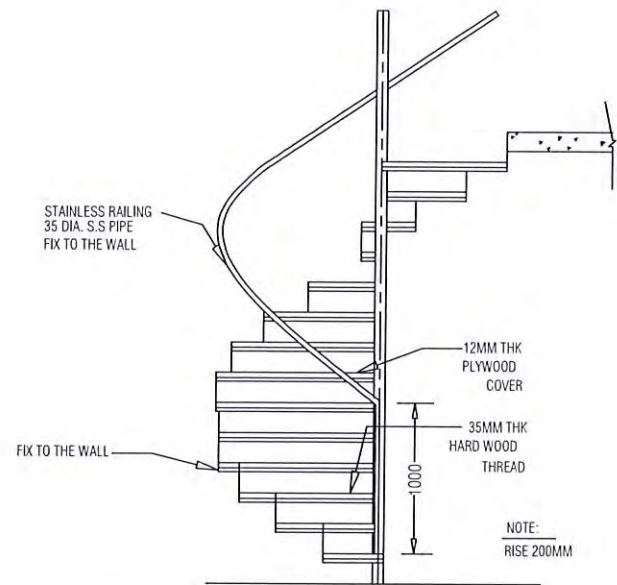 STAINLESS RAILING
35 DIA. S.S PIPE
FIX TO THE WALL
12MM THK
PLYWOOD
COVER
35MM THK
HARD WOOD
THREAD
FIX TO THE WALL
1000
NOTE:
RISE 200MM